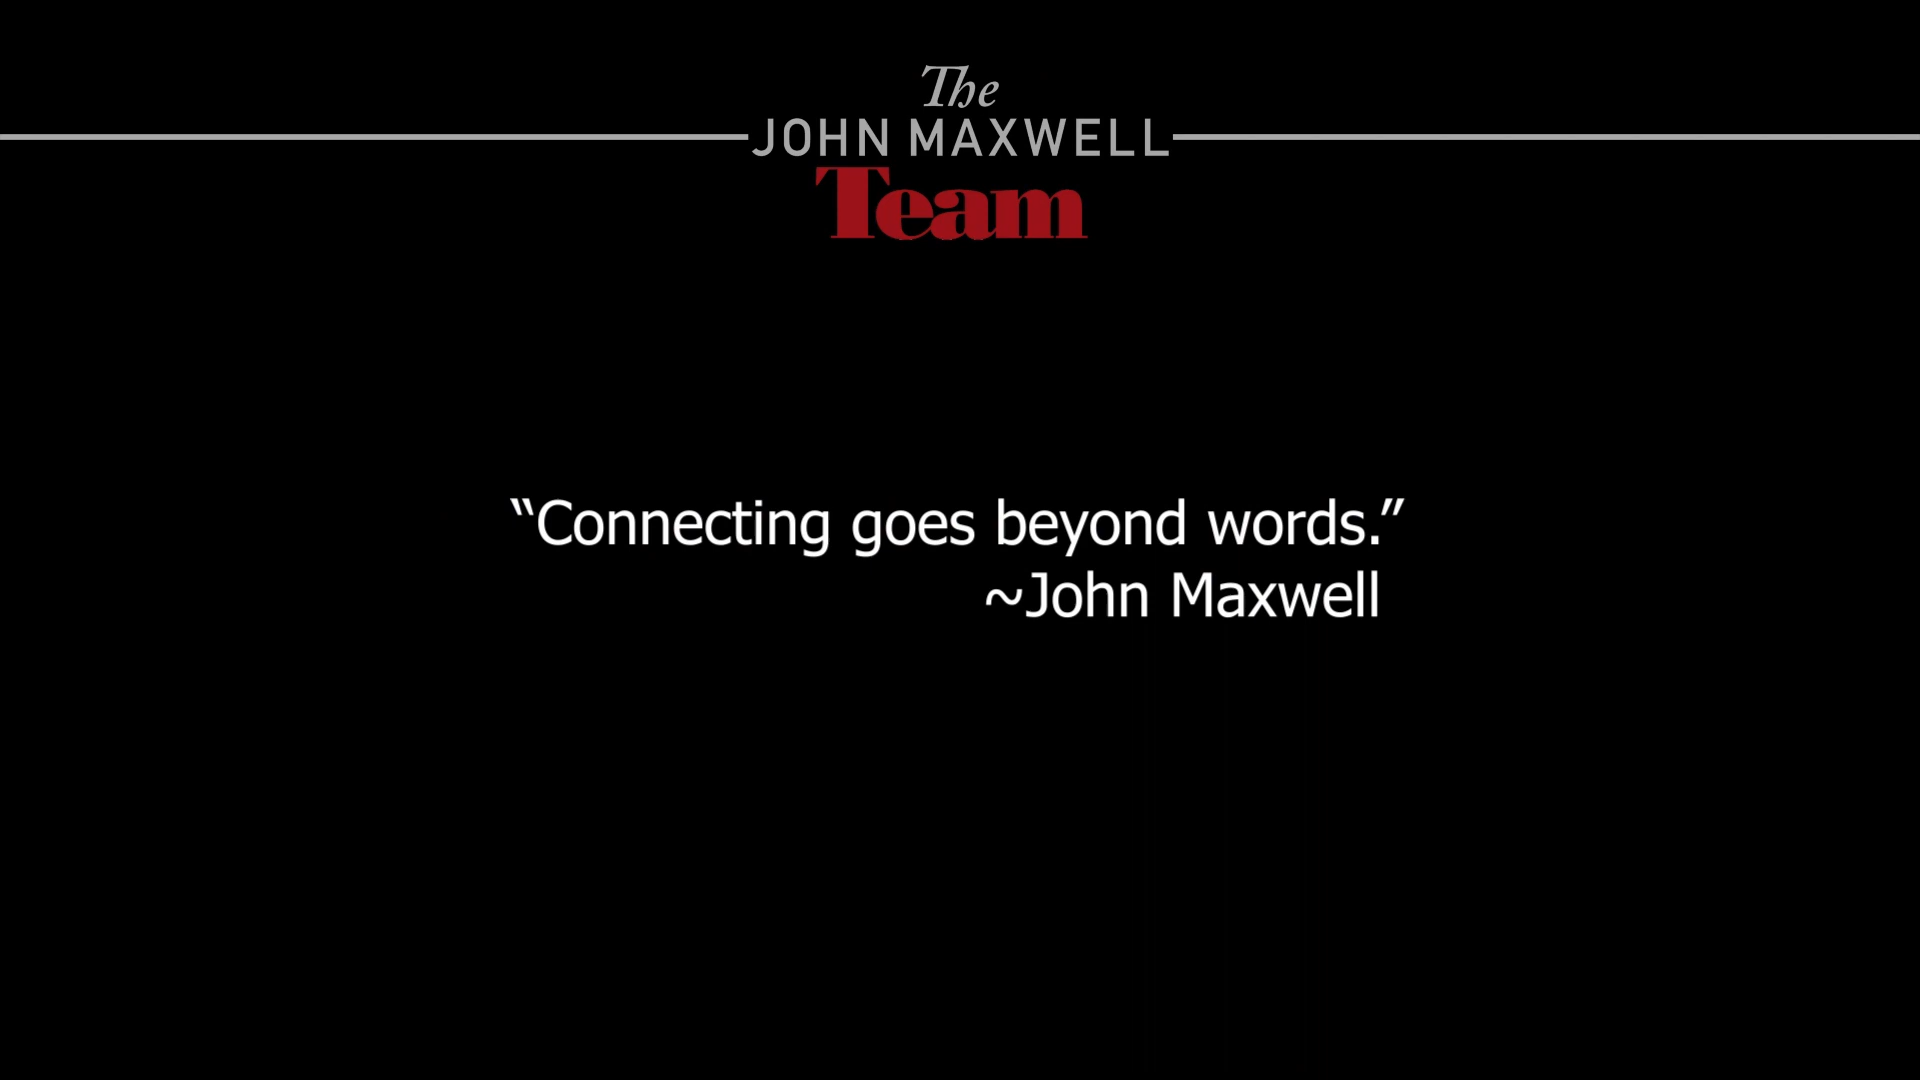 The
JOHN MAXWELL
Team
“Connecting goes beyond words.”
~John Maxwell